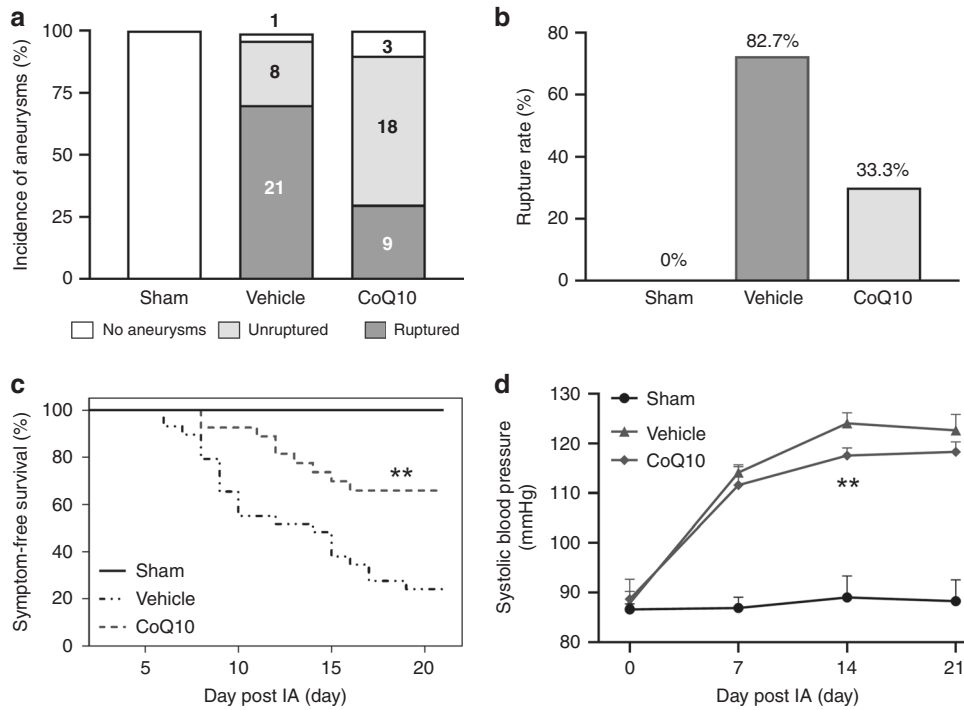 a
Incidence of aneurysms (%)
100
75
50
25
0
1
8
21
3
18
9
Sham Vehicle CoQ10
No aneurysms Unruptured Ruptured
b
Rupture rate (%)
80
60
40
20
0
0%
82.7%
33.3%
Sham Vehicle CoQ10
c
Symptom-free survival (%)
100
80
60
40
20
0
**
Sham
Vehicle
CoQ10
5 10 15 20
Day post IA (day)
d
Systolic blood pressure
(mmHg)
130
120
110
100
90
80
Sham
Vehicle
CoQ10
**
0 7 14 21
Day post IA (day)